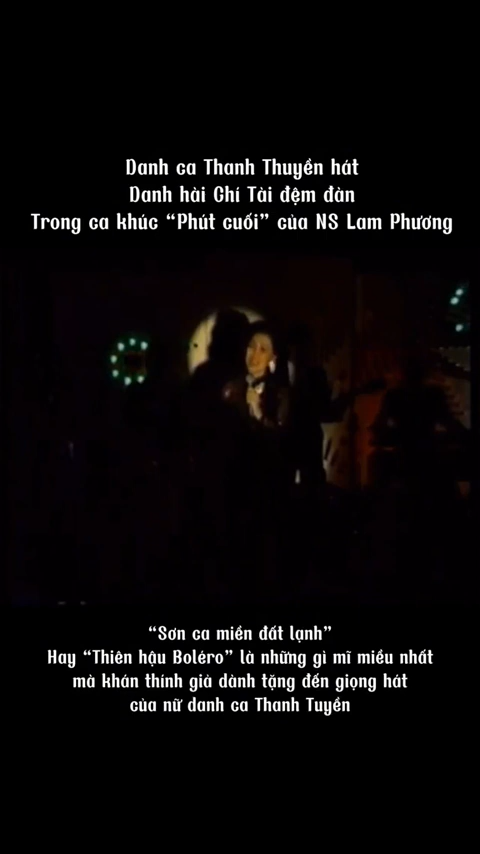 Danh ca Thanh Thuyền hát
Danh hài Chí Tài đệm đàn
Trong ca khúc “Phút cuối” của NS Lam Phương
“Sơn ca miền đất lạnh”
Hay “Thiên hậu Boléro” là những gì mĩ miều nhất
mà khán thính giả dành tặng đến giọng hát
của nữ danh ca Thanh Tuyền